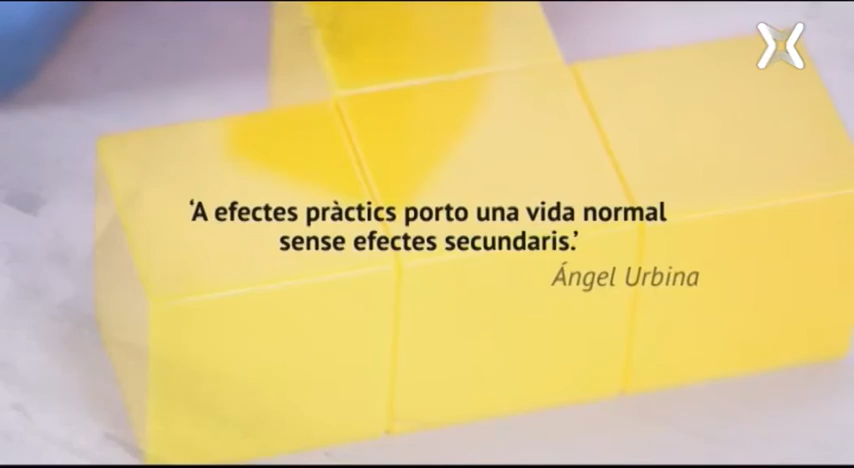 ‘A efectes pràctics porto una vida normal
sense efectes secundaris.’
Ángel Urbina